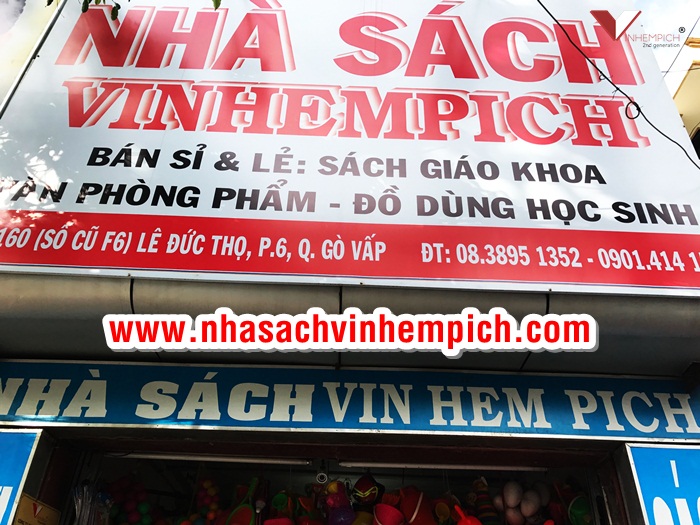 VINHEMPICH®
2nd generation
NHÀ SÁCH
VINHEMPICH
BÁN SỈ & LẺ: SÁCH GIÁO KHOA
PHÒNG PHẨM - ĐỒ DÙNG HỌC SINH
160 (SỐ CŨ F6) LÊ ĐỨC THỌ, P.6, Q. GÒ VẤP ĐT: 08.3895 1352 - 0901.414
www.nhasachvinhempich.com
NHÀ SÁCH VIN HEM PICH